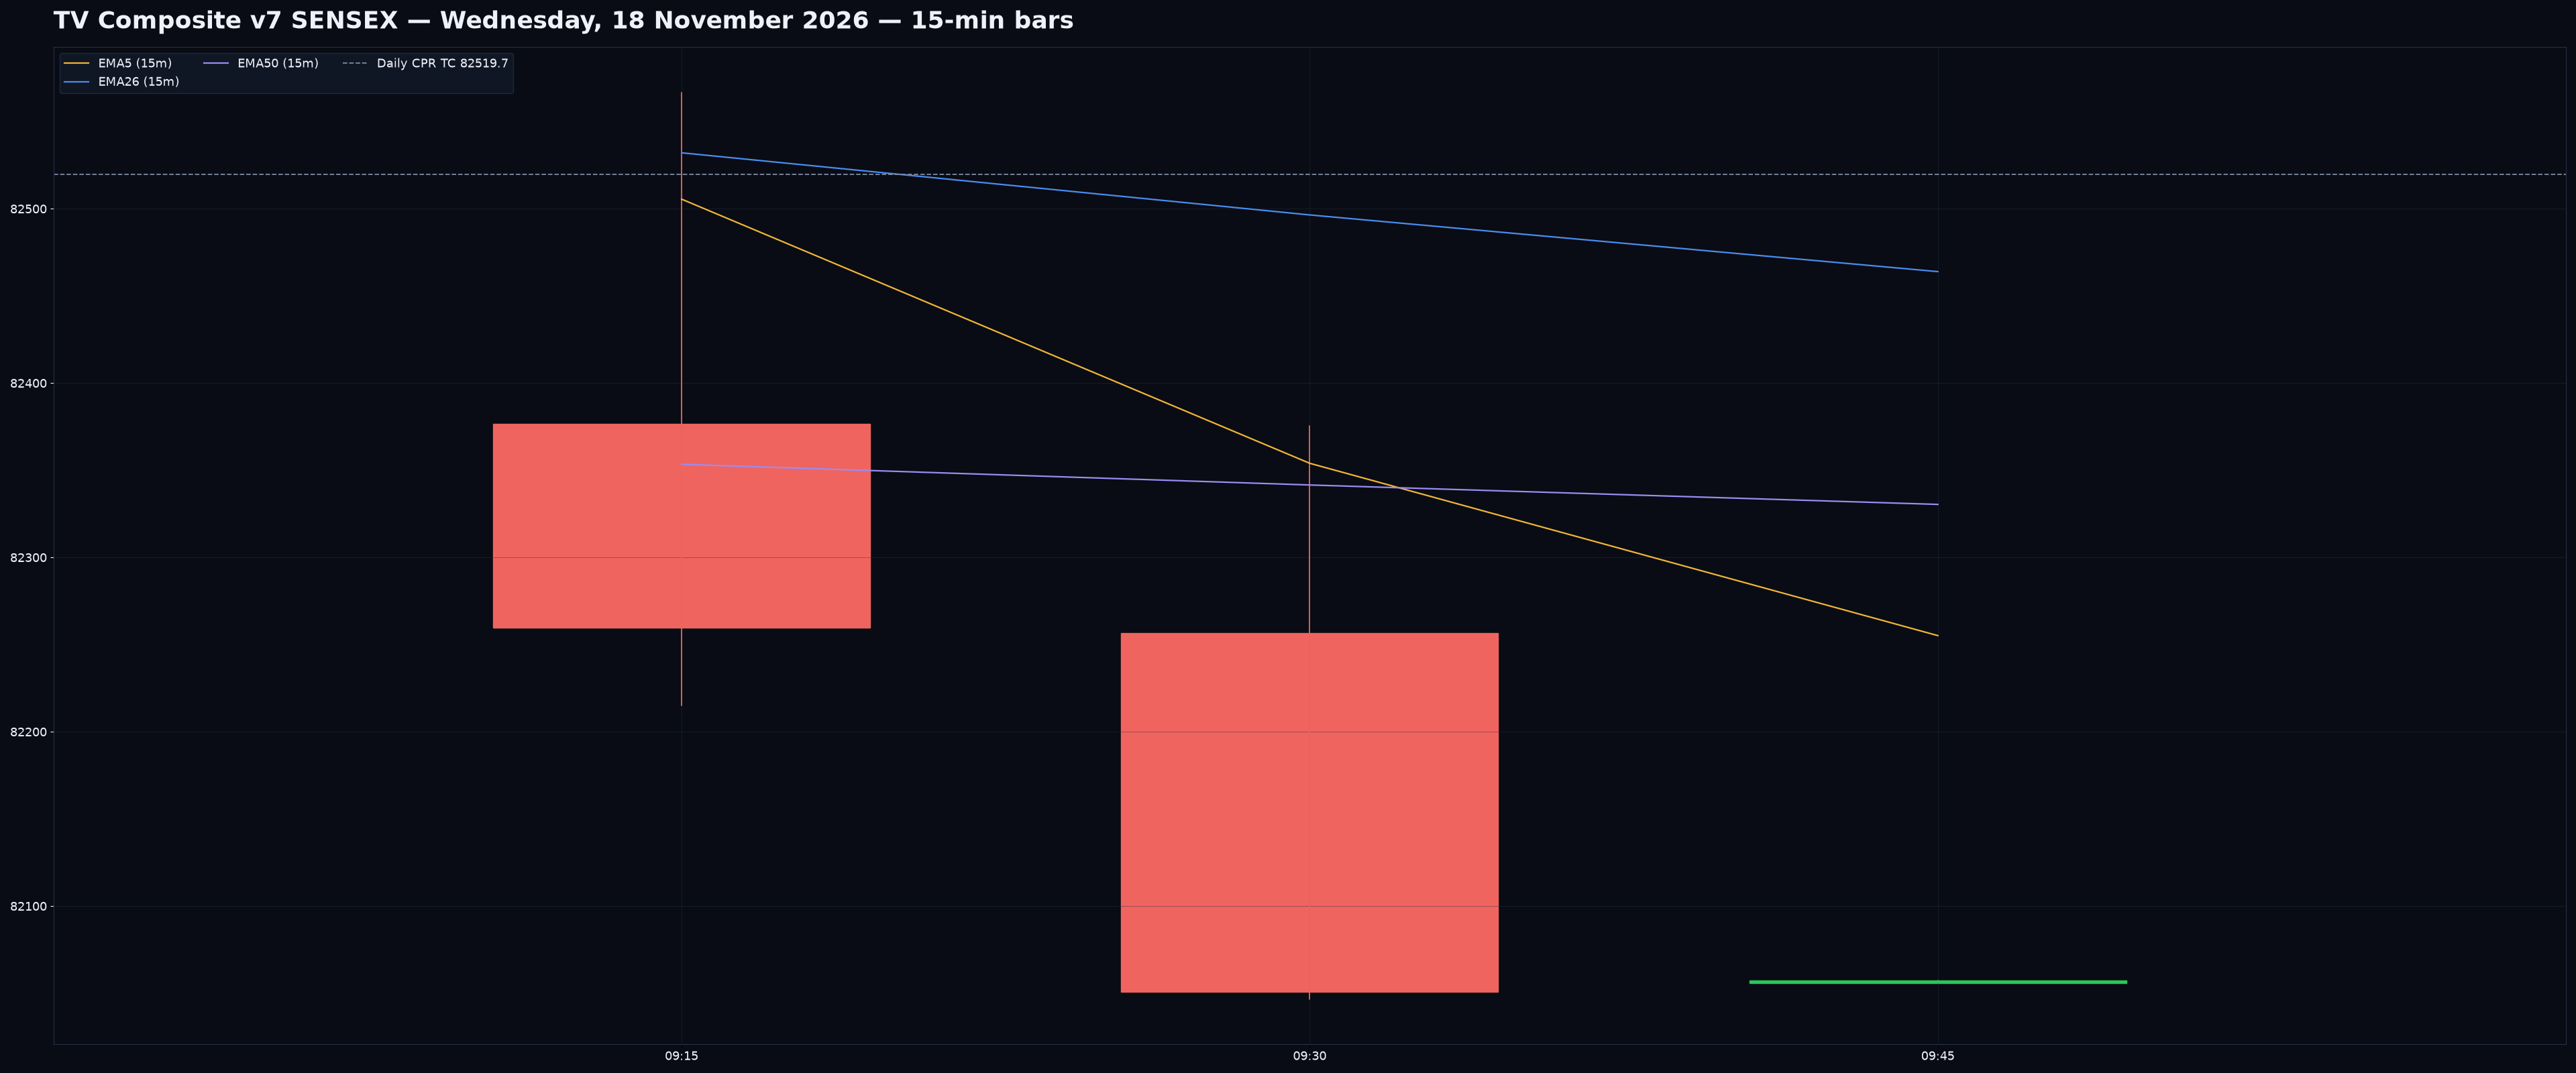 TV Composite v7 SENSEX — Wednesday, 18 November 2026 — 15-min bars
EMA5 (15m) EMA50 (15m) Daily CPR TC 82519.7
EMA26 (15m)
82500
82400
82300
82200
82100
09:15 09:30 09:45